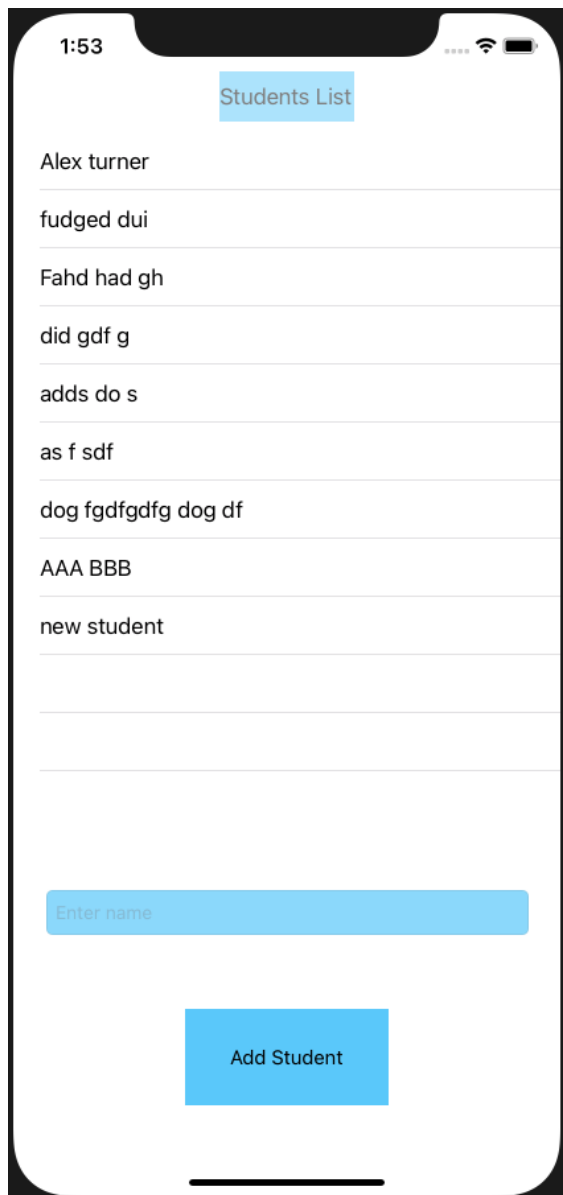 1:53
Students List
Alex turner
fudged dui
Fahd had gh
did gdf g
adds do s
as f sdf
dog fgdfgdfg dog df
AAA BBB
new student
Enter name
Add Student